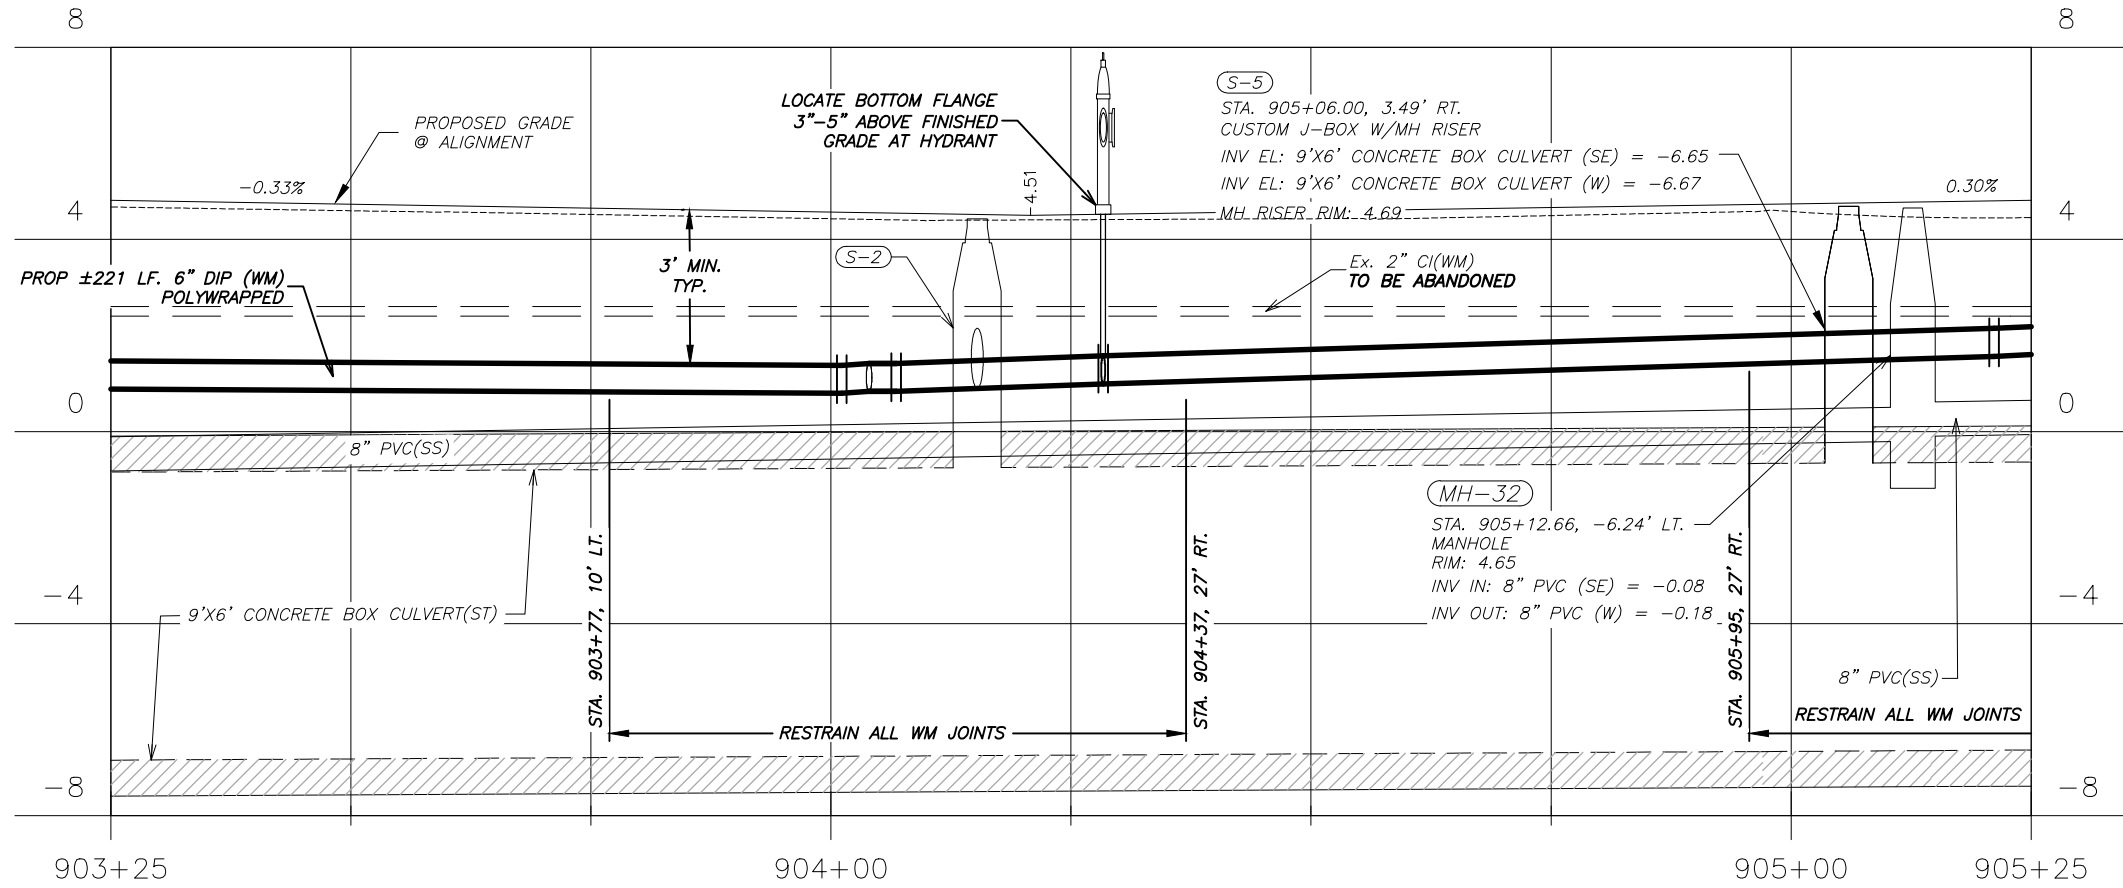 8
8
LOCATE BOTTOM FLANGE
3"-5" ABOVE FINISHED
GRADE AT HYDRANT
PROPOSED GRADE
@ ALIGNMENT
S-5
STA. 905+06.00, 3.49' RT.
CUSTOM J-BOX W/MH RISER
INV EL: 9'X6' CONCRETE BOX CULVERT (SE) = -6.65
INV EL: 9'X6' CONCRETE BOX CULVERT (W) = -6.67
MH RISER RIM: 4.69
-0.33%
4.51
0.30%
4
4
S-2
3' MIN.
TYP.
PROP ±221 LF. 6" DIP (WM)
POLYWRAPPED
Ex. 2" CI(WM)
TO BE ABANDONED
0
0
8" PVC(SS)
MH-32
STA. 905+12.66, -6.24' LT.
MANHOLE
RIM: 4.65
INV IN: 8" PVC (SE) = -0.08
INV OUT: 8" PVC (W) = -0.18
-4
-4
9'X6' CONCRETE BOX CULVERT(ST)
STA. 903+77, 10' LT.
STA. 904+37, 27' RT.
STA. 905+95, 27' RT.
8" PVC(SS)
RESTRAIN ALL WM JOINTS
RESTRAIN ALL WM JOINTS
-8
-8
903+25
904+00
905+00
905+25